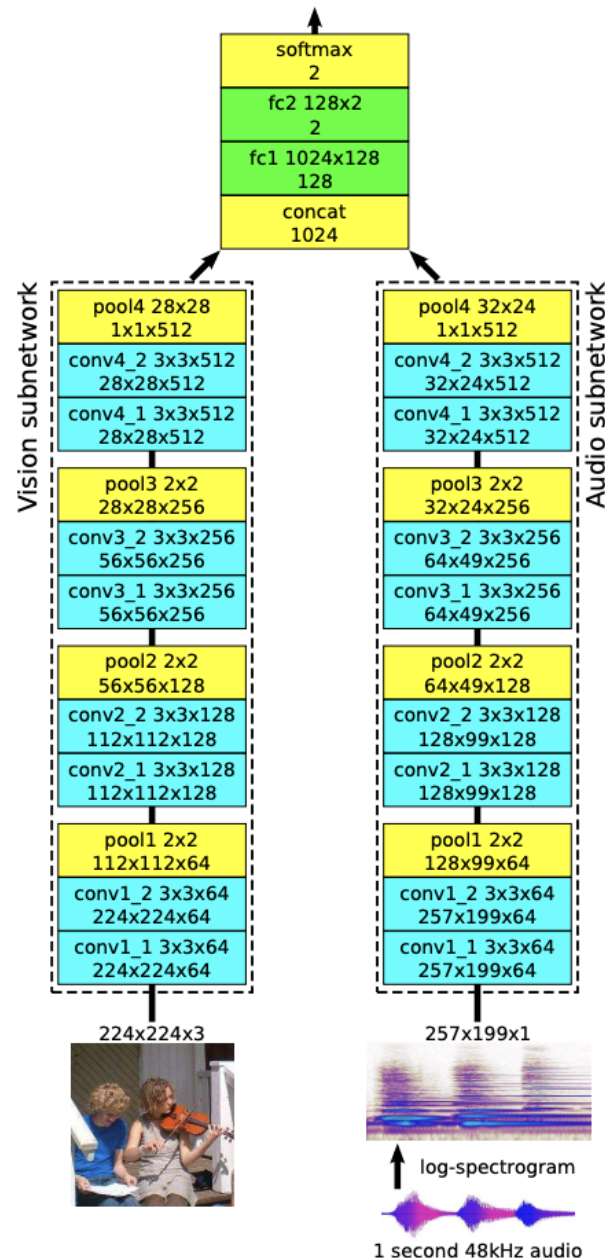 softmax
2
fc2 128x2
2
fc1 1024x128
128
concat
1024
Vision subnetwork
pool4 28x28
1x1x512
conv4_2 3x3x512
28x28x512
conv4_1 3x3x512
28x28x512
pool3 2x2
28x28x256
conv3_2 3x3x256
56x56x256
conv3_1 3x3x256
56x56x256
pool2 2x2
56x56x128
conv2_2 3x3x128
112x112x128
conv2_1 3x3x128
112x112x128
pool1 2x2
112x112x64
conv1_2 3x3x64
224x224x64
conv1_1 3x3x64
224x224x64
224x224x3
Audio subnetwork
pool4 32x24
1x1x512
conv4_2 3x3x512
32x24x512
conv4_1 3x3x512
32x24x512
pool3 2x2
32x24x256
conv3_2 3x3x256
64x49x256
conv3_1 3x3x256
64x49x256
pool2 2x2
64x49x128
conv2_2 3x3x128
128x99x128
conv2_1 3x3x128
128x99x128
pool1 2x2
128x99x64
conv1_2 3x3x64
257x199x64
conv1_1 3x3x64
257x199x64
257x199x1
log-spectrogram
1 second 48kHz audio